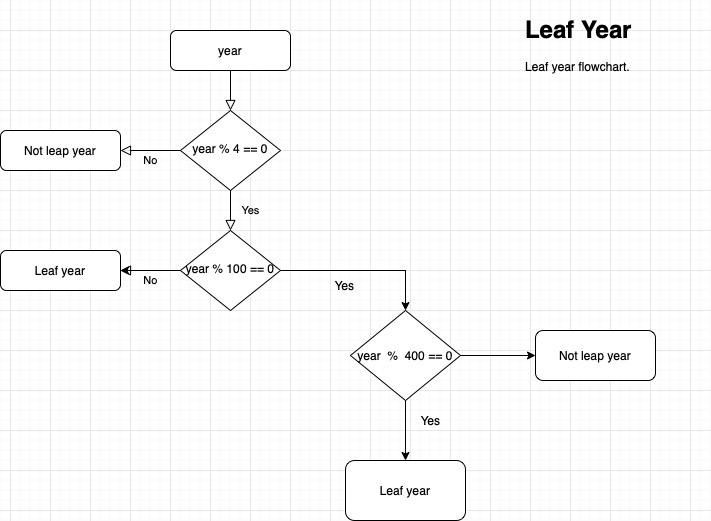 Leaf Year
Leaf year flowchart.
year
year % 4 == 0
Not leap year
No
Yes
year % 100 == 0
Leaf year
No
Yes
year % 400 == 0
Not leap year
Yes
Leaf year